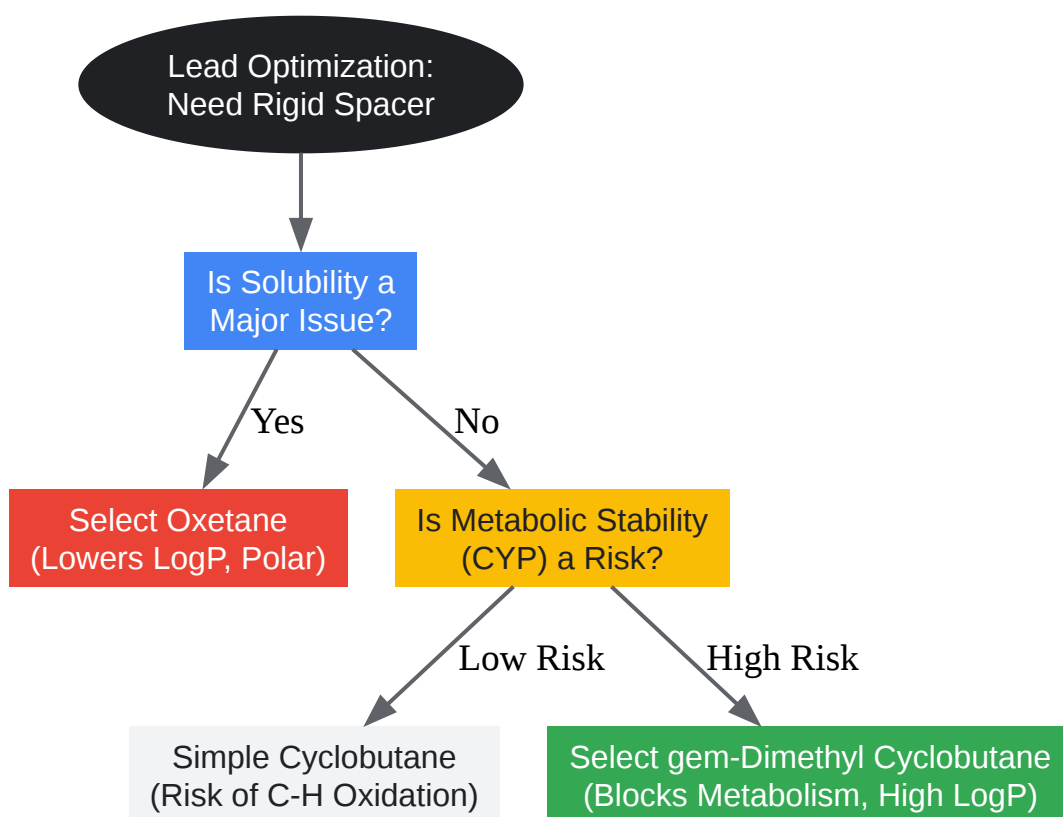 Lead Optimization:
Need Rigid Spacer
Is Solubility a
Major Issue?
Yes
No
Select Oxetane
(Lowers LogP, Polar)
Is Metabolic Stability
(CYP) a Risk?
Low Risk
High Risk
Simple Cyclobutane
(Risk of C-H Oxidation)
Select gem-Dimethyl Cyclobutane
(Blocks Metabolism, High LogP)